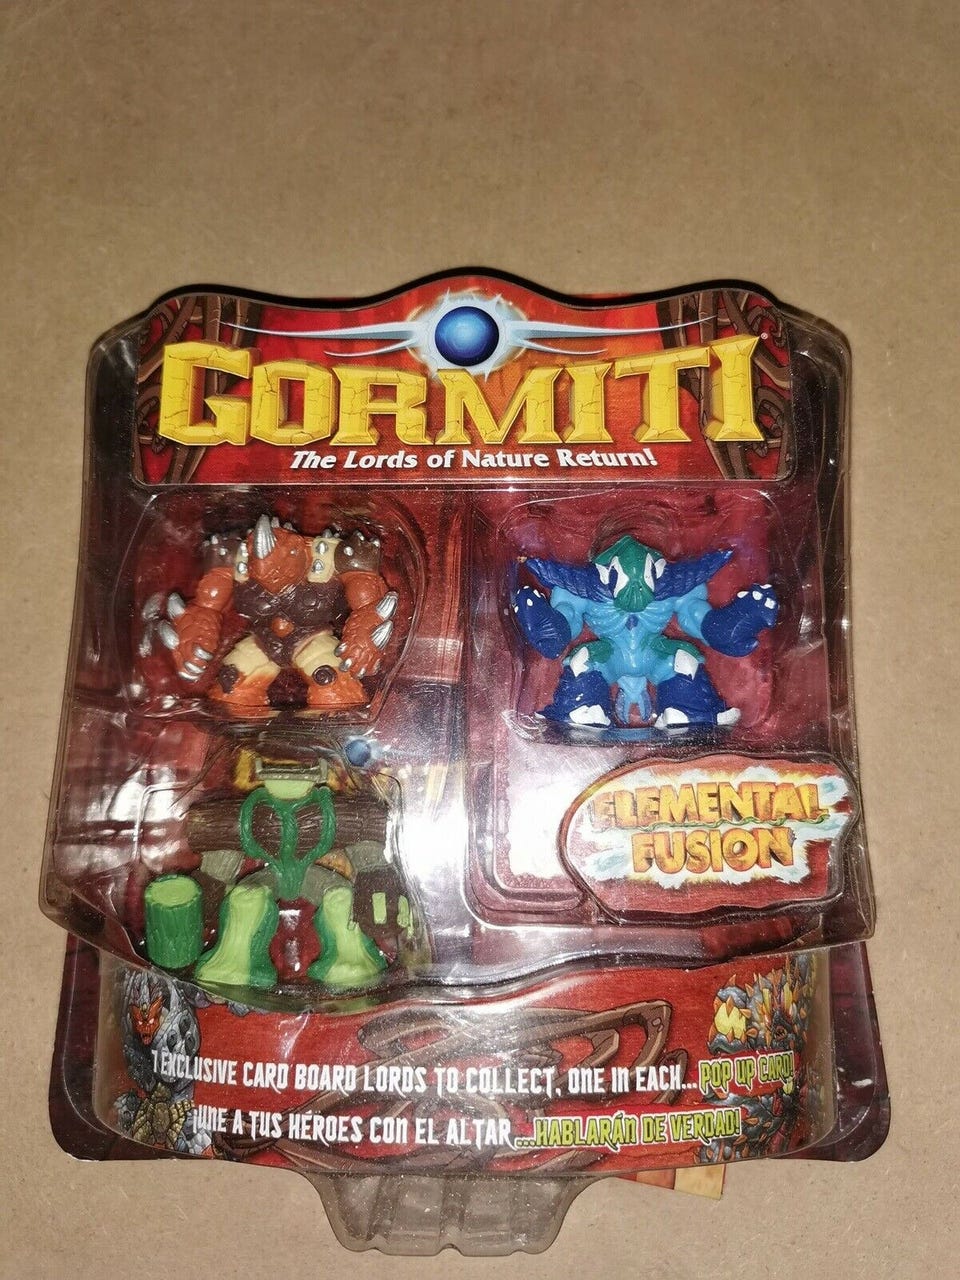 GORMITI®
The Lords of Nature Return!
ELEMENTAL
FUSION
7 EXCLUSIVE CARD BOARD LORDS TO COLLECT, ONE IN EACH... POP UP CARD!
¡UNE A TUS HÉROES CON EL ALTAR...HABLARÁN DE VERDAD!